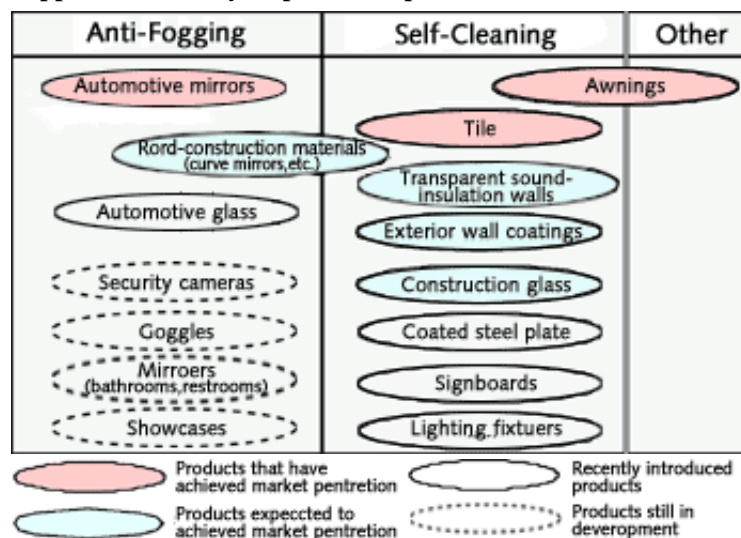 Anti-Fogging Self-Cleaning Other
Automotive mirrors
Awnings
Tile
Rord-construction materials
(curve mirrors,etc.)
Transparent sound-
insulation walls
Automotive glass
Exterior wall coatings
Security cameras
Construction glass
Goggles
Coated steel plate
Mirroers
(bathrooms,restrooms)
Signboards
Showcases
Lighting fixtuers
Products that have
achieved market pentretion
Recently introduced
products
Products expeccted to
achieved market pentretion
Products still in
deveropment